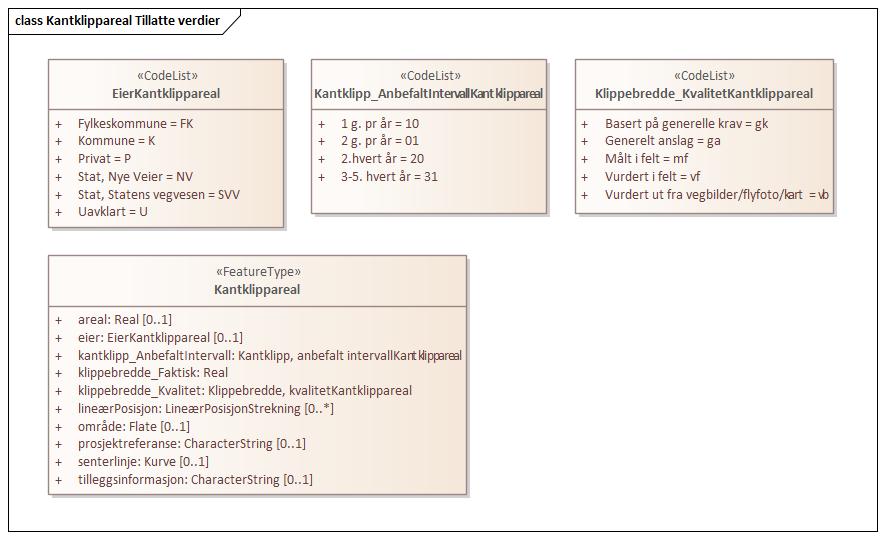 class Kantklippareal Tillatte verdier
«CodeList»
EierKantklippareal
+ Fylkeskommune = FK
+ Kommune = K
+ Privat = P
+ Stat, Nye Veier = NV
+ Stat, Statens vegvesen = SVV
+ Uavklart = U
«CodeList»
Kantklipp_AnbefaltIntervallKantklippareal
+ 1 g. pr år = 10
+ 2 g. pr år = 01
+ 2.hvert år = 20
+ 3-5. hvert år = 31
«CodeList»
Klippebredde_KvalitetKantklippareal
+ Basert på generelle krav = gk
+ Generelt anslag = ga
+ Målt i felt = mf
+ Vurdert i felt = vf
+ Vurdert ut fra vegbilder/flyfoto/kart = vb
«FeatureType»
Kantklippareal
+ areal: Real [0..1]
+ eier: EierKantklippareal [0..1]
+ kantklipp_AnbefaltIntervall: Kantklipp, anbefalt intervallKantklippareal
+ klippebredde_Faktisk: Real
+ klippebredde_Kvalitet: Klippebredde, kvalitetKantklippareal
+ lineærPosisjon: LineærPosisjonStrekning [0..*]
+ område: Flate [0..1]
+ prosjektreferanse: CharacterString [0..1]
+ senterlinje: Kurve [0..1]
+ tilleggsinformasjon: CharacterString [0..1]